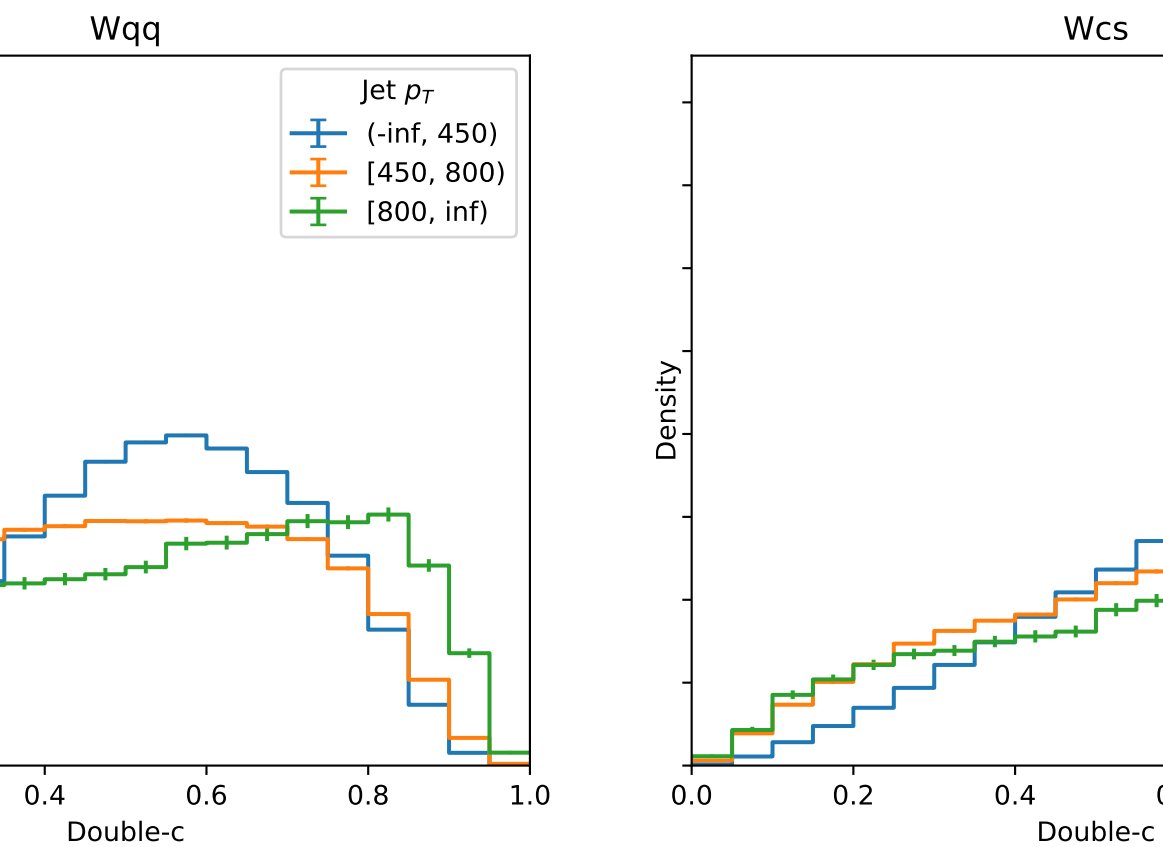 Wqq
Jet pT
(-inf, 450)
[450, 800)
[800, inf)
0.4 0.6 0.8 1.0
Double-c
Wcs
Density
0.0 0.2 0.4
Double-c